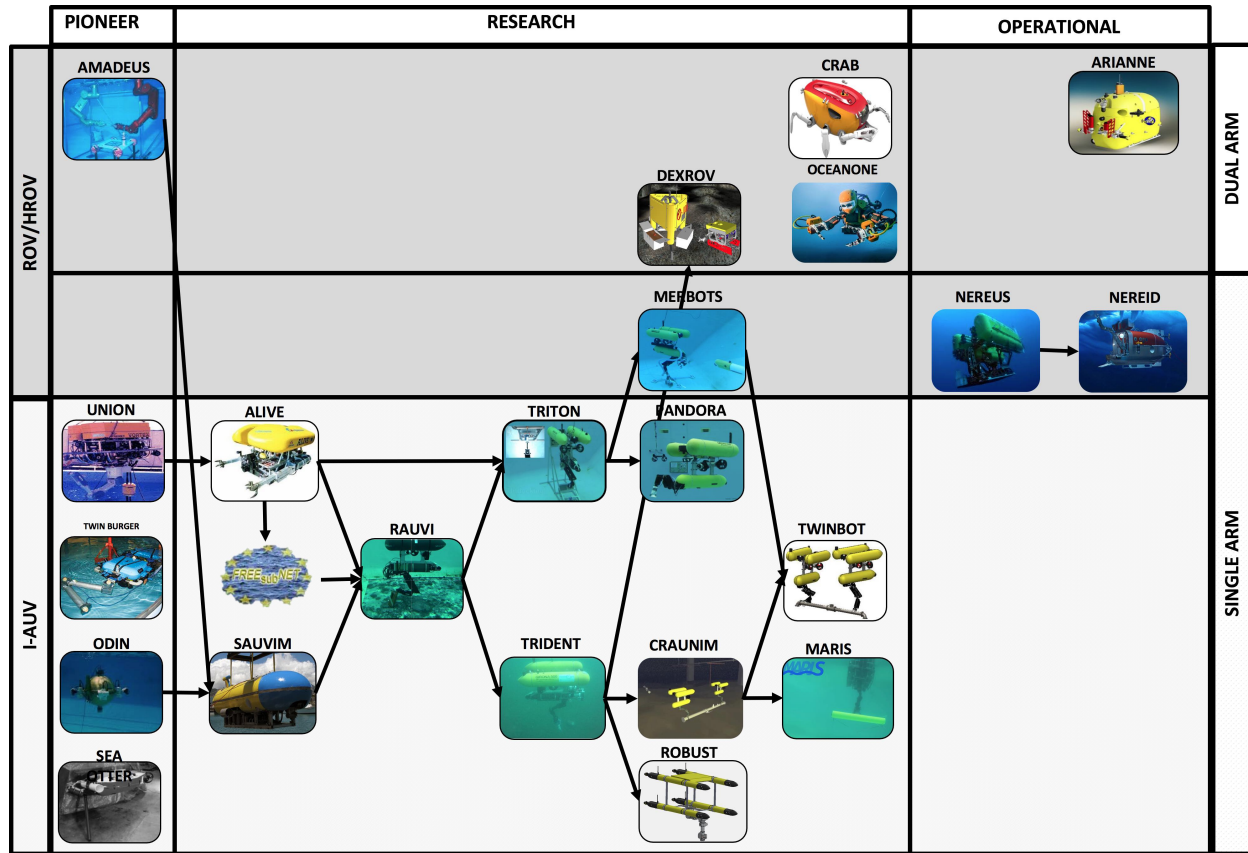 PIONEER
RESEARCH
OPERATIONAL
ROV/HROV
DUAL ARM
AMADEUS
CRAB
ARIANNE
OCEANONE
DEXROV
MERBOTS
NEREUS
NEREID
I-AUV
SINGLE ARM
UNION
ALIVE
TRITON
PANDORA
TWIN BURGER
FREEsubNET
RAUVI
TWINBOT
ODIN
SAUVIM
TRIDENT
CRAUNIM
MARIS
SEA
OTTER
ROBUST